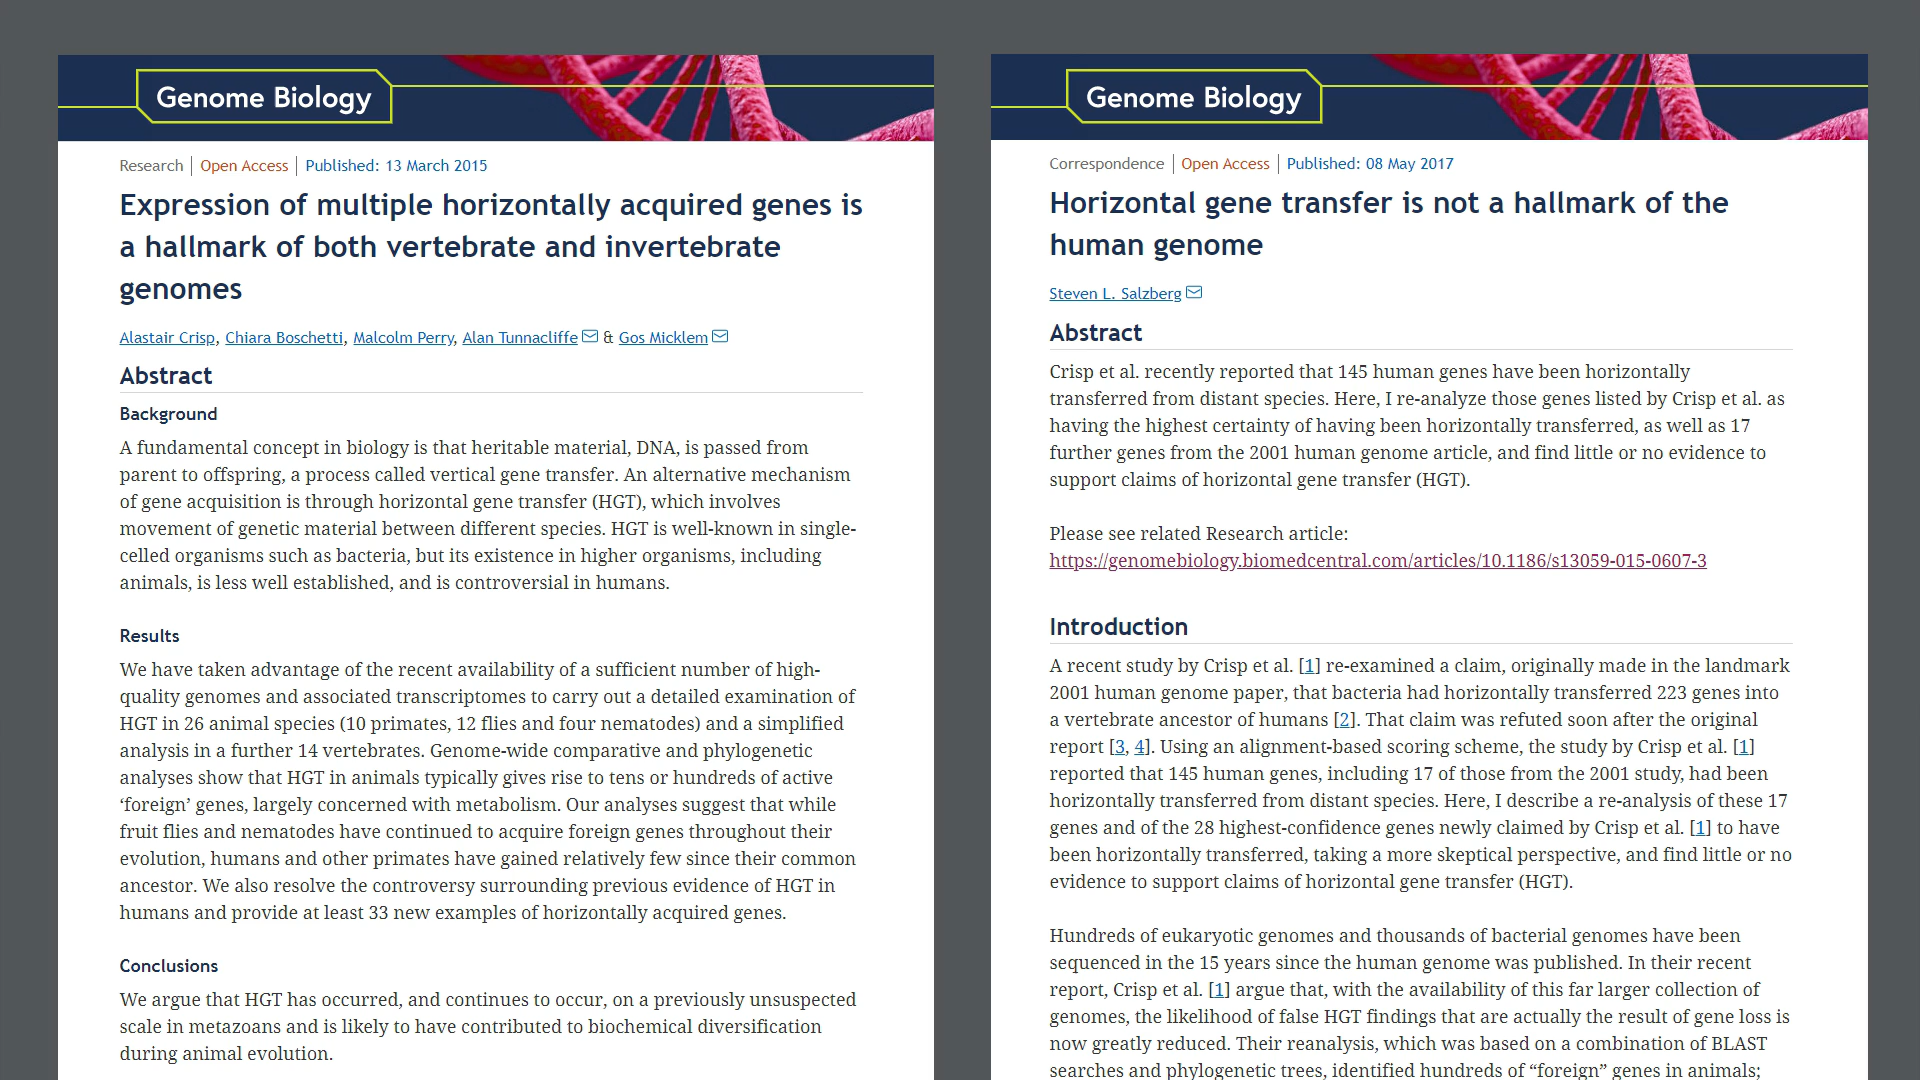 Genome Biology
Research | Open Access | Published: 13 March 2015
Expression of multiple horizontally acquired genes is
a hallmark of both vertebrate and invertebrate
genomes
Alastair Crisp, Chiara Boschetti, Malcolm Perry, Alan Tunnacliffe & Gos Micklem
Abstract
Background
A fundamental concept in biology is that heritable material, DNA, is passed from
parent to offspring, a process called vertical gene transfer. An alternative mechanism
of gene acquisition is through horizontal gene transfer (HGT), which involves
movement of genetic material between different species. HGT is well-known in single-
celled organisms such as bacteria, but its existence in higher organisms, including
animals, is less well established, and is controversial in humans.
Results
We have taken advantage of the recent availability of a sufficient number of high-
quality genomes and associated transcriptomes to carry out a detailed examination of
HGT in 26 animal species (10 primates, 12 flies and four nematodes) and a simplified
analysis in a further 14 vertebrates. Genome-wide comparative and phylogenetic
analyses show that HGT in animals typically gives rise to tens or hundreds of active
‘foreign’ genes, largely concerned with metabolism. Our analyses suggest that while
fruit flies and nematodes have continued to acquire foreign genes throughout their
evolution, humans and other primates have gained relatively few since their common
ancestor. We also resolve the controversy surrounding previous evidence of HGT in
humans and provide at least 33 new examples of horizontally acquired genes.
Conclusions
We argue that HGT has occurred, and continues to occur, on a previously unsuspected
scale in metazoans and is likely to have contributed to biochemical diversification
during animal evolution.
Genome Biology
Correspondence | Open Access | Published: 08 May 2017
Horizontal gene transfer is not a hallmark of the
human genome
Steven L. Salzberg
Abstract
Crisp et al. recently reported that 145 human genes have been horizontally
transferred from distant species. Here, I re-analyze those genes listed by Crisp et al. as
having the highest certainty of having been horizontally transferred, as well as 17
further genes from the 2001 human genome article, and find little or no evidence to
support claims of horizontal gene transfer (HGT).
Please see related Research article:
https://genomebiology.biomedcentral.com/articles/10.1186/s13059-015-0607-3
Introduction
A recent study by Crisp et al. [1] re-examined a claim, originally made in the landmark
2001 human genome paper, that bacteria had horizontally transferred 223 genes into
a vertebrate ancestor of humans [2]. That claim was refuted soon after the original
report [3, 4]. Using an alignment-based scoring scheme, the study by Crisp et al. [1]
reported that 145 human genes, including 17 of those from the 2001 study, had been
horizontally transferred from distant species. Here, I describe a re-analysis of these 17
genes and of the 28 highest-confidence genes newly claimed by Crisp et al. [1] to have
been horizontally transferred, taking a more skeptical perspective, and find little or no
evidence to support claims of horizontal gene transfer (HGT).
Hundreds of eukaryotic genomes and thousands of bacterial genomes have been
sequenced in the 15 years since the human genome was published. In their recent
report, Crisp et al. [1] argue that, with the availability of this far larger collection of
genomes, the likelihood of false HGT findings that are actually the result of gene loss is
now greatly reduced. Their reanalysis, which was based on a combination of BLAST
searches and phylogenetic trees, identified hundreds of “foreign” genes in animals;